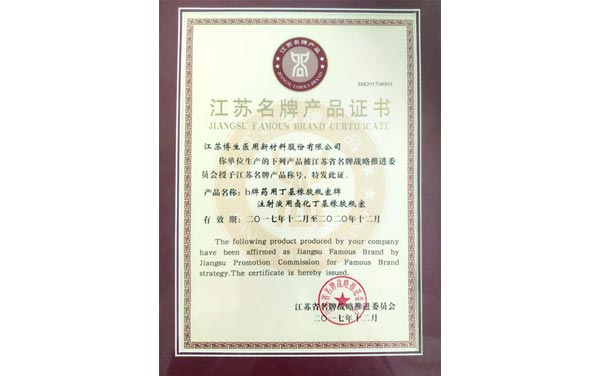 江苏名牌产品
JIANGSU FAMOUS BRAND
江苏名牌产品证书
JIANGSU FAMOUS BRAND CERTIFICATE
江苏博生医用新材料股份有限公司
你单位生产的下列产品被江苏省名牌战略推进委
员会授予江苏名牌产品称号，特发此证。
产品名称：b牌药用丁基橡胶瓶塞牌
注射液用卤化丁基橡胶瓶塞
有 效 期：二〇一七年十二月至二〇二〇年十二月
The following product produced by your company
have been affirmed as Jiangsu Famous Brand by
Jiangsu Promotion Commission for Famous Brand
strategy.The certificate is hereby issued.
江苏省名牌战略推进委员会
二〇一七年十二月